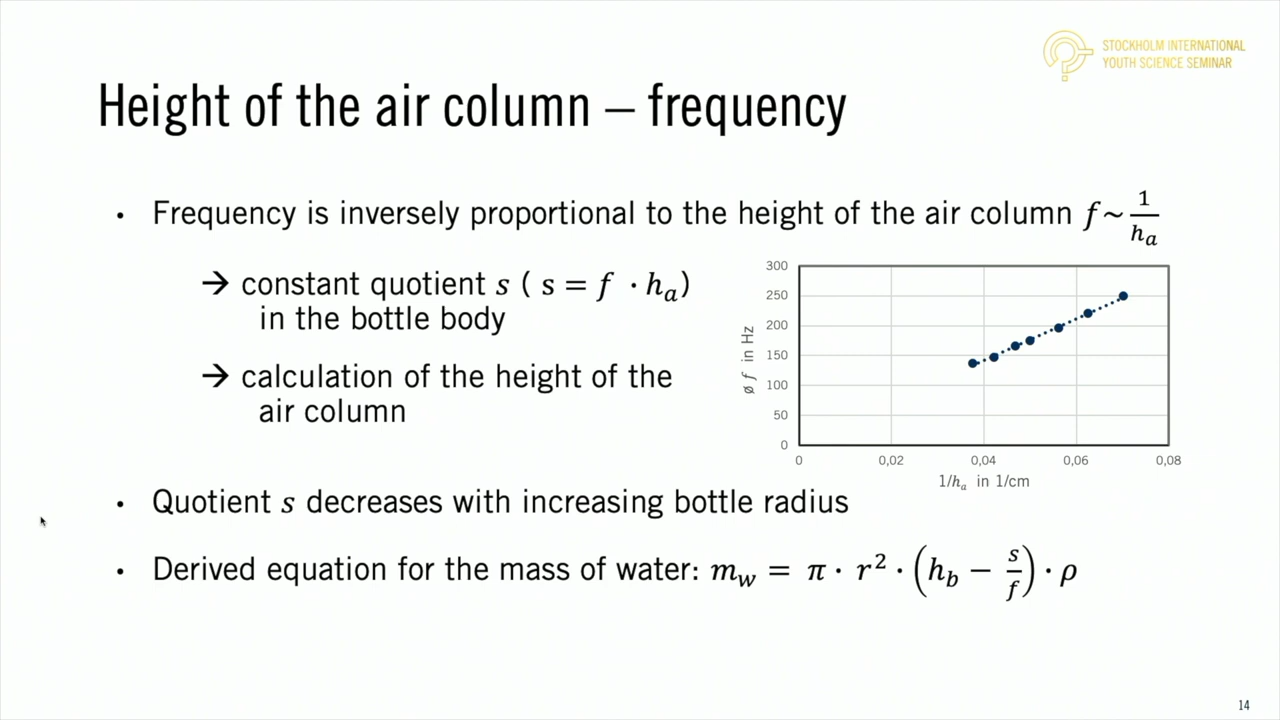 STOCKHOLM INTERNATIONAL
YOUTH SCIENCE SEMINAR
Height of the air column – frequency
• Frequency is inversely proportional to the height of the air column f~1/hₐ
→ constant quotient s ( s = f · hₐ)
in the bottle body
→ calculation of the height of the
air column
300
250
200
150
100
50
0
ø f in Hz
0 0,02 0,04 0,06 0,08
1/hₐ in 1/cm
• Quotient s decreases with increasing bottle radius
• Derived equation for the mass of water: m_w = π · r² · (h_b − s/f) · ρ
14